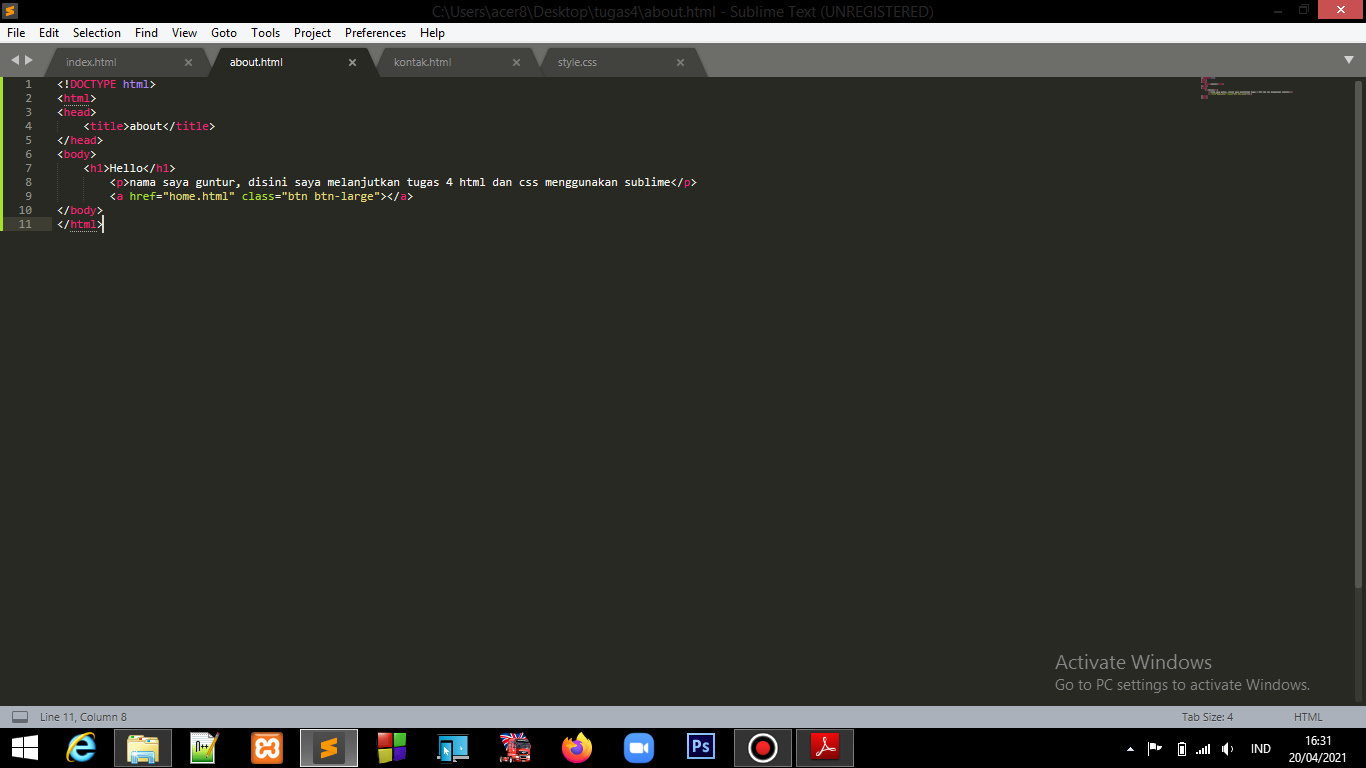 C:\Users\acer8\Desktop\tugas4\about.html - Sublime Text (UNREGISTERED)
File Edit Selection Find View Goto Tools Project Preferences Help
index.html about.html kontak.html style.css
1 <!DOCTYPE html>
2 <html>
3 <head>
4 <title>about</title>
5 </head>
6 <body>
7 <h1>Hello</h1>
8 <p>nama saya guntur, disini saya melanjutkan tugas 4 html dan css menggunakan sublime</p>
9 <a href="home.html" class="btn btn-large"></a>
10 </body>
11 </html>
Activate Windows
Go to PC settings to activate Windows.
Line 11, Column 8 Tab Size: 4 HTML
Ps
IND
16:31
20/04/2021